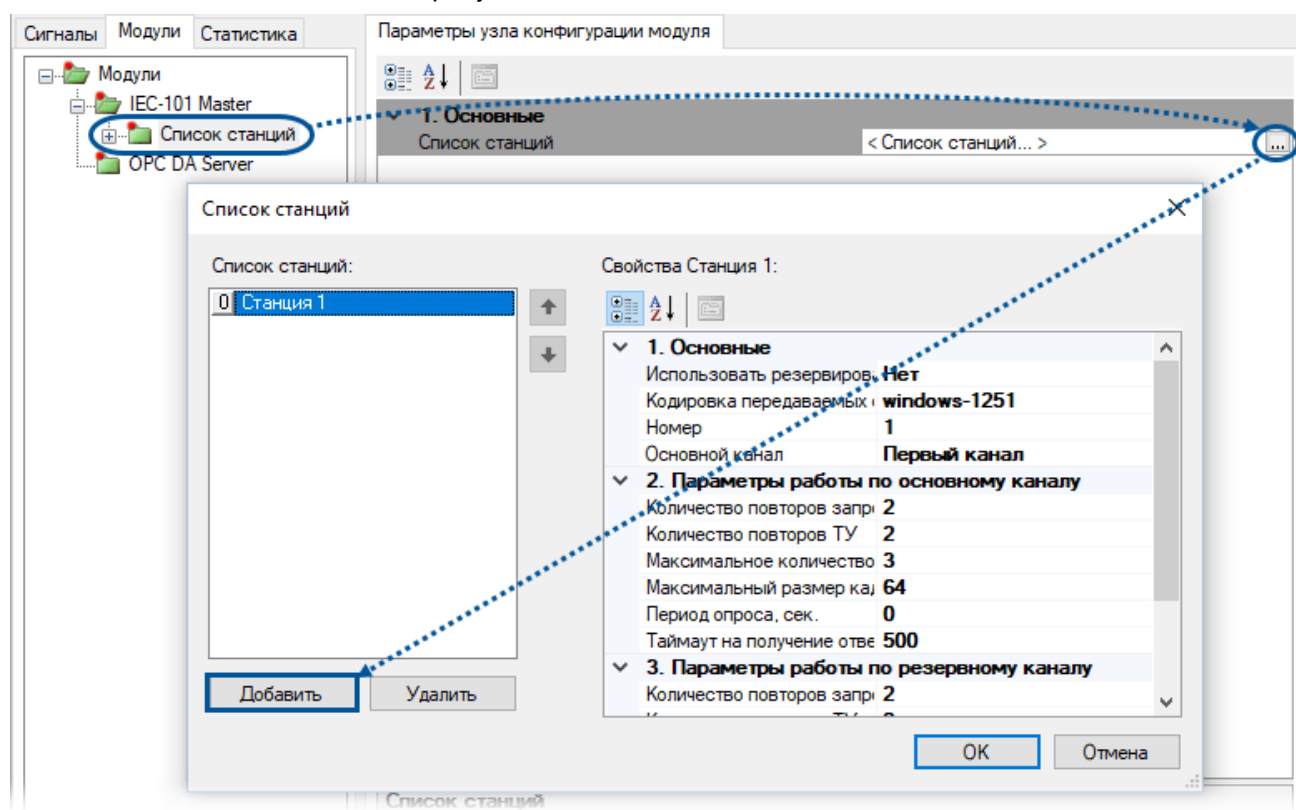 Сигналы Модули Статистика
Параметры узла конфигурации модуля
Модули
IEC-101 Master
Список станций
OPC DA Server
1. Основные
Список станций < Список станций... >
...
Список станций
Список станций:
0 Станция 1
Добавить Удалить
Свойства Станция 1:
1. Основные
Использовать резервиров Нет
Кодировка передаваемых windows-1251
Номер 1
Основной канал Первый канал
2. Параметры работы по основному каналу
Количество повторов запр 2
Количество повторов ТУ 2
Максимальное количество 3
Максимальный размер кад 64
Период опроса, сек. 0
Таймаут на получение отве 500
3. Параметры работы по резервному каналу
Количество повторов запр 2
OK Отмена
Список станций